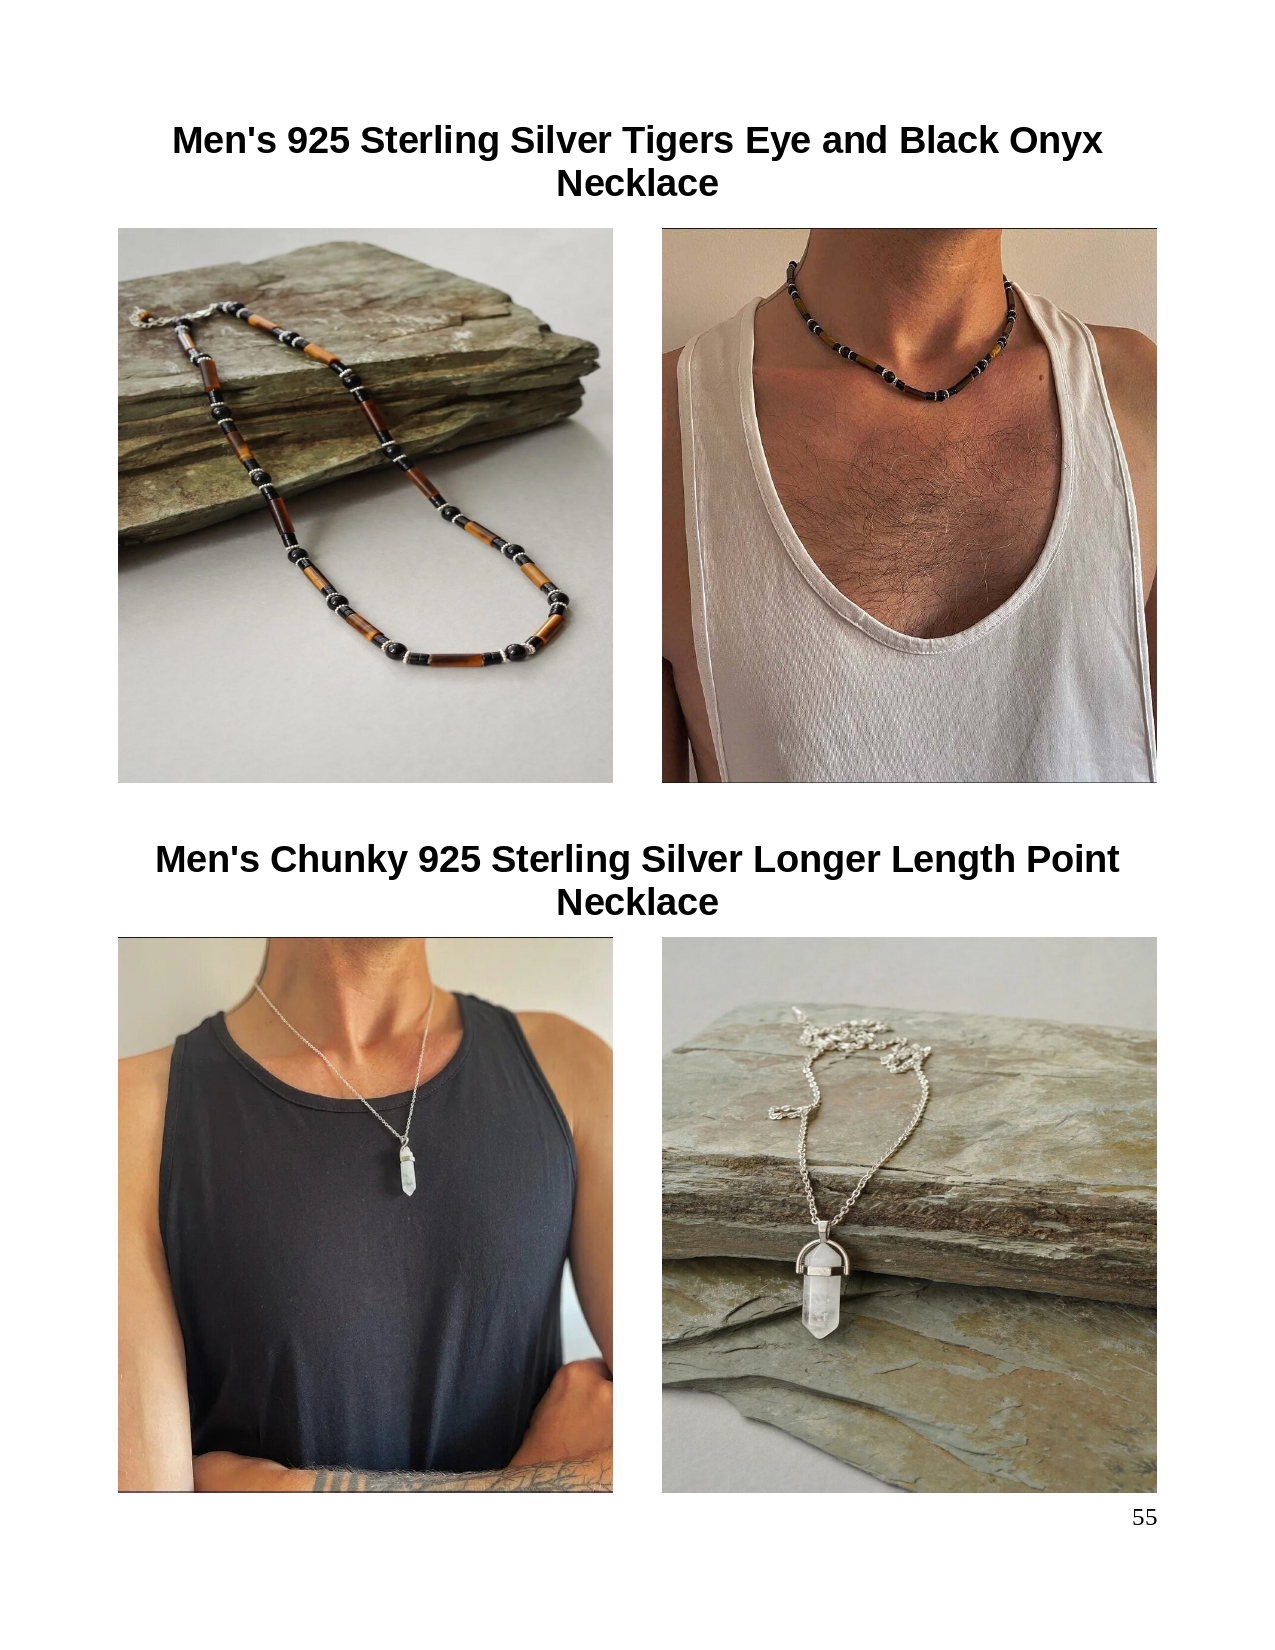 Men's 925 Sterling Silver Tigers Eye and Black Onyx
Necklace
Men's Chunky 925 Sterling Silver Longer Length Point
Necklace
55